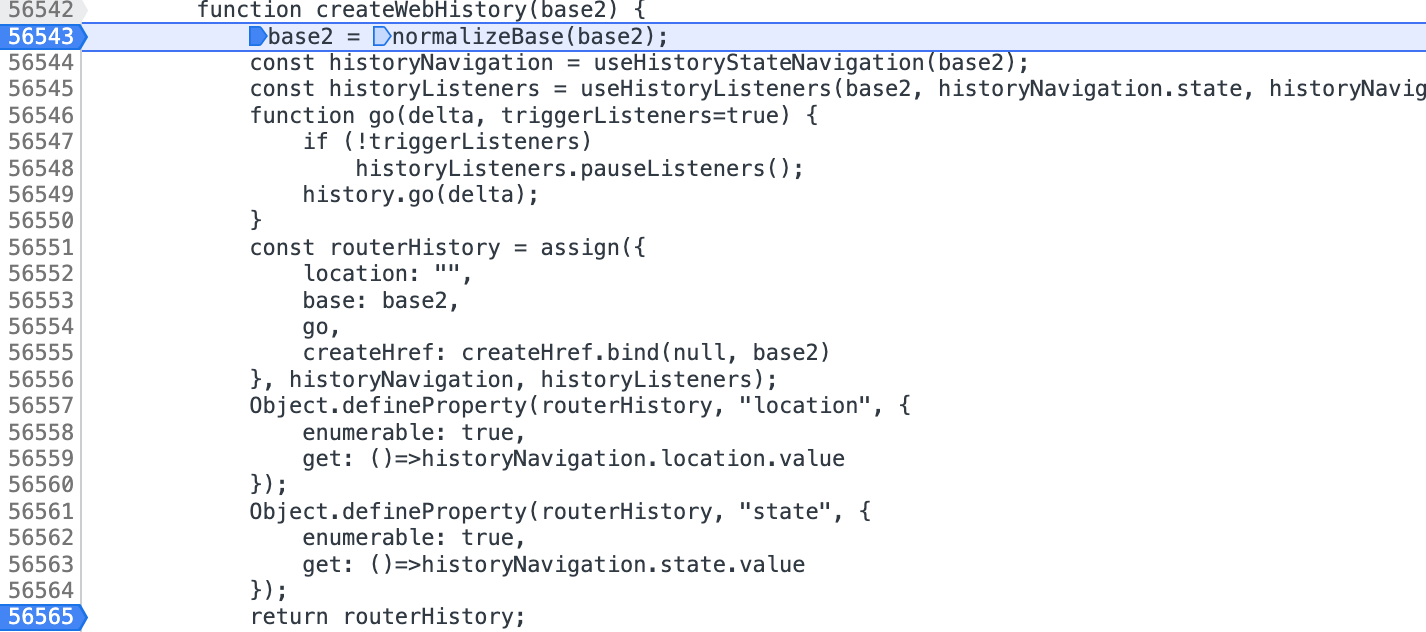 56542 function createWebHistory(base2) {
56543 base2 = normalizeBase(base2);
56544 const historyNavigation = useHistoryStateNavigation(base2);
56545 const historyListeners = useHistoryListeners(base2, historyNavigation.state, historyNavig
56546 function go(delta, triggerListeners=true) {
56547 if (!triggerListeners)
56548 historyListeners.pauseListeners();
56549 history.go(delta);
56550 }
56551 const routerHistory = assign({
56552 location: "",
56553 base: base2,
56554 go,
56555 createHref: createHref.bind(null, base2)
56556 }, historyNavigation, historyListeners);
56557 Object.defineProperty(routerHistory, "location", {
56558 enumerable: true,
56559 get: ()=>historyNavigation.location.value
56560 });
56561 Object.defineProperty(routerHistory, "state", {
56562 enumerable: true,
56563 get: ()=>historyNavigation.state.value
56564 });
56565 return routerHistory;